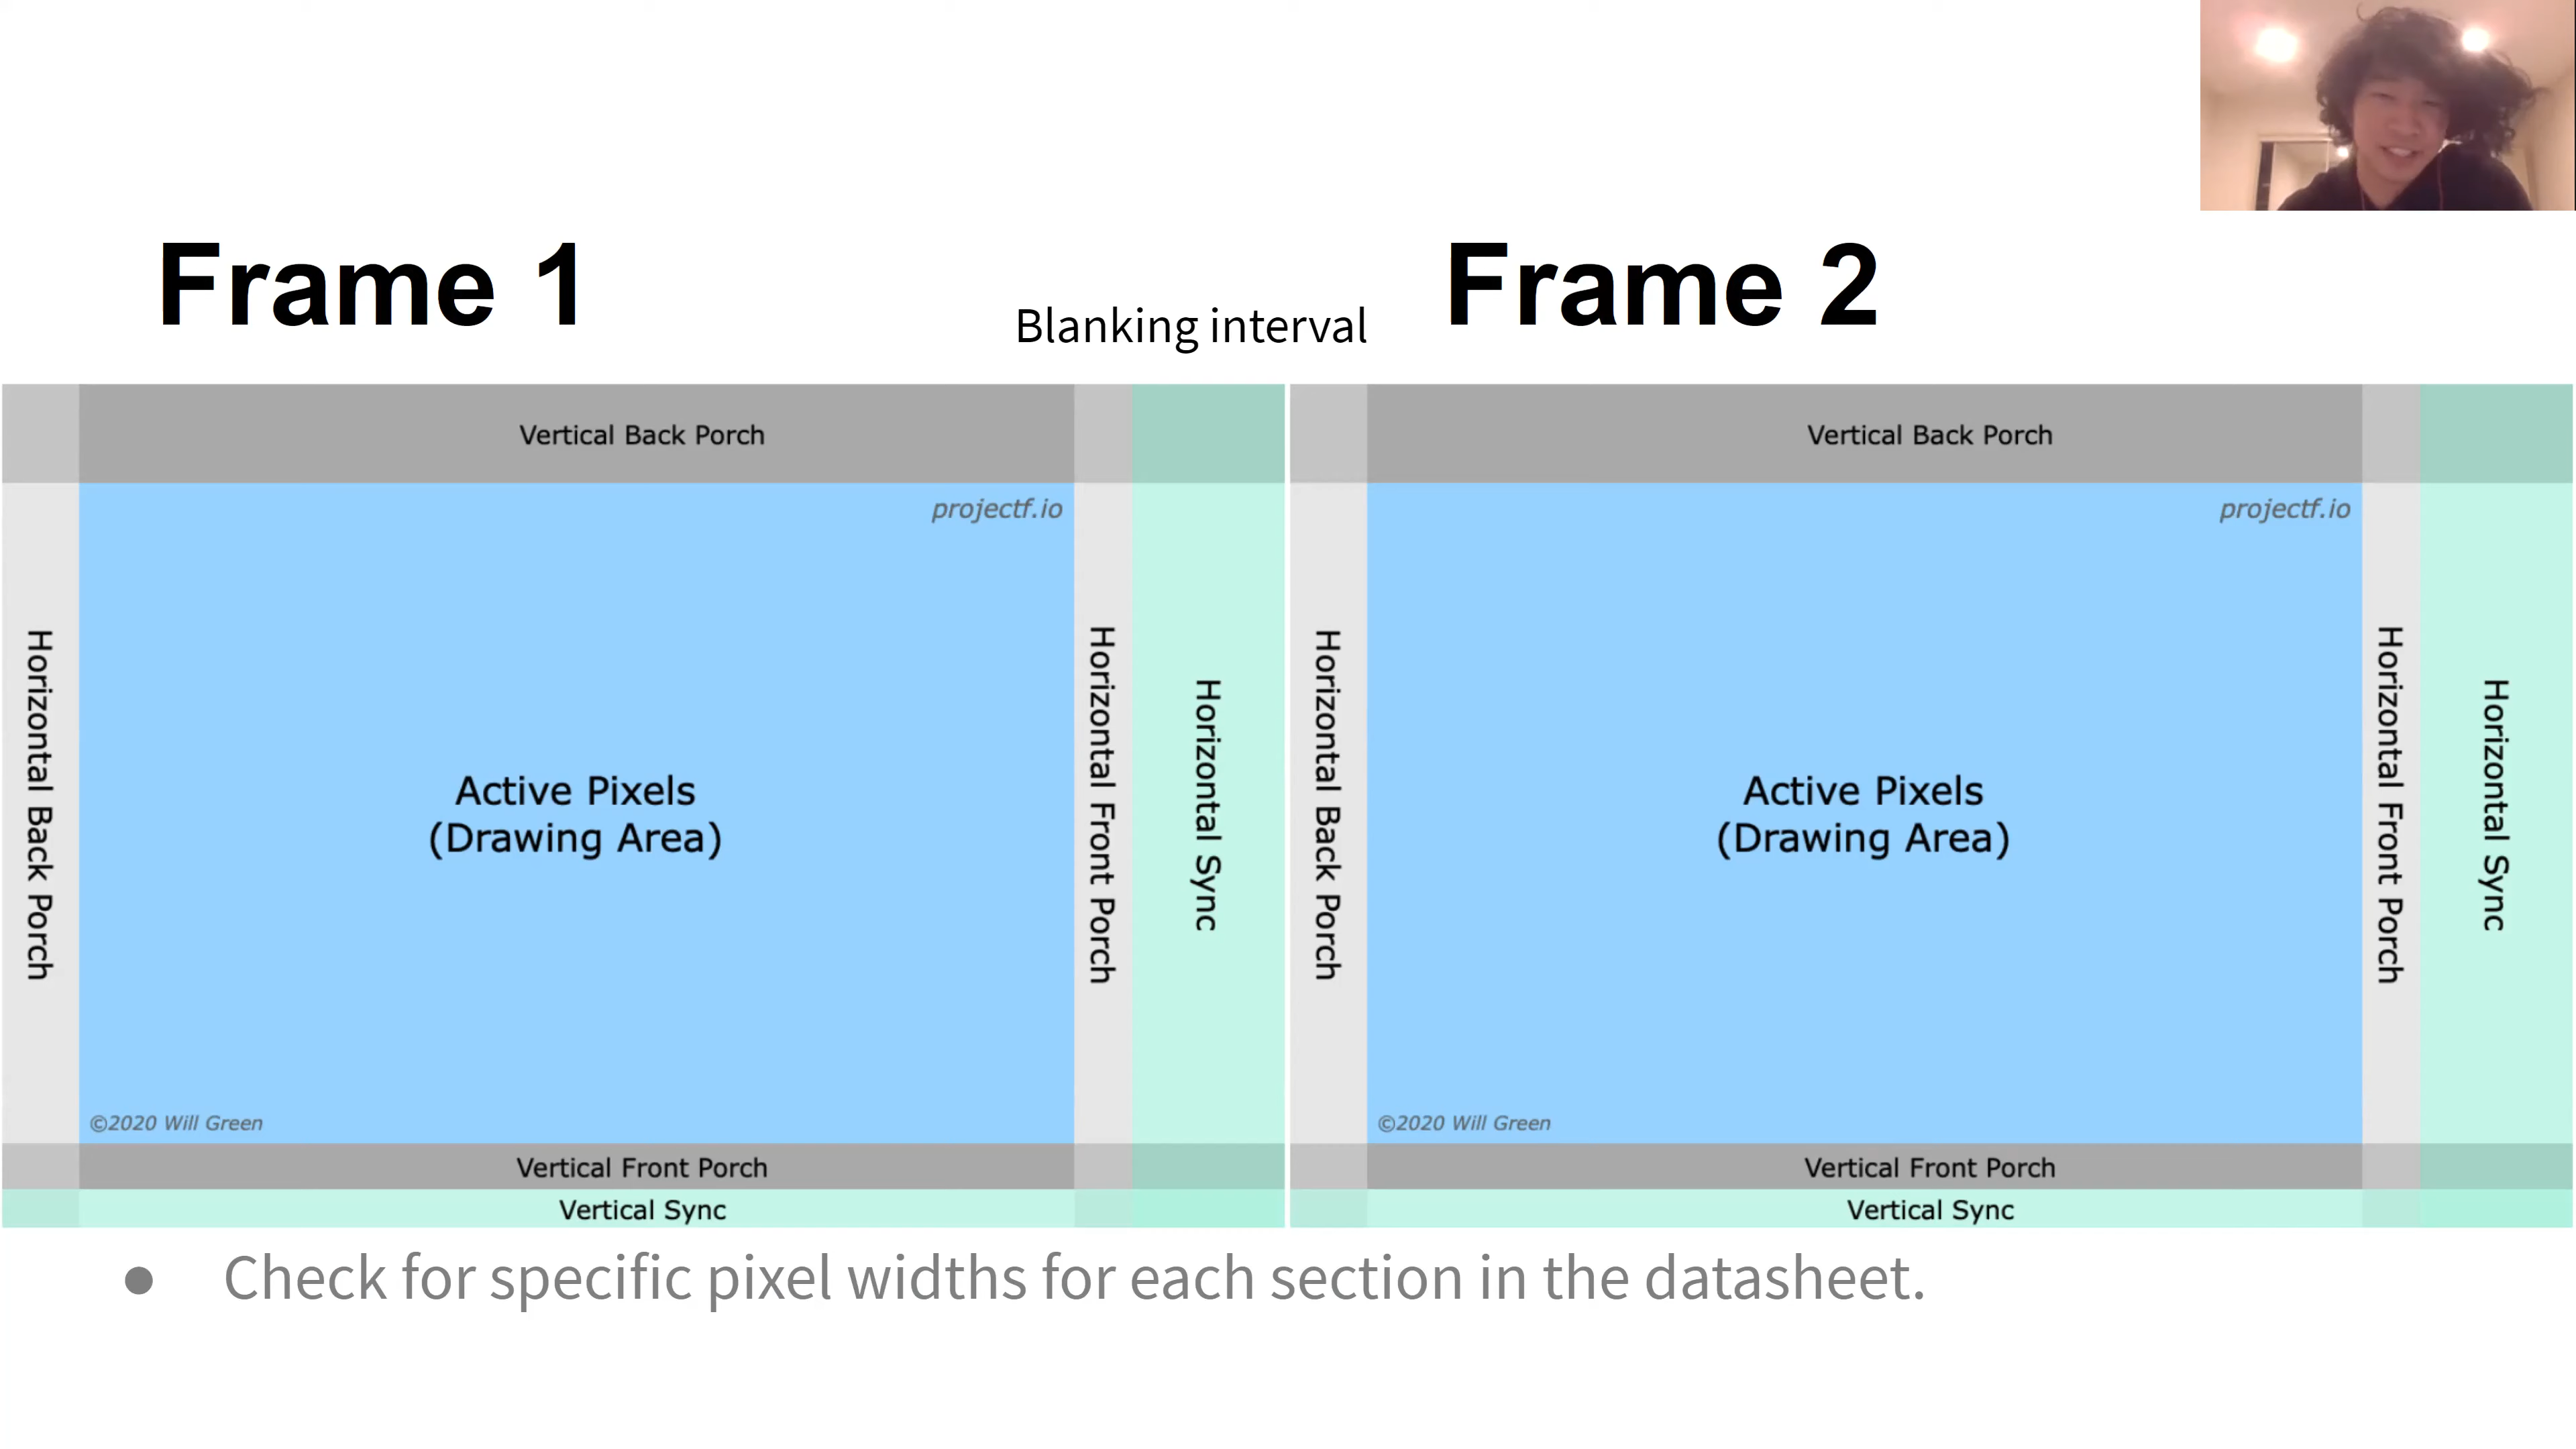 Frame 1
Blanking interval
Frame 2
Vertical Back Porch
projectf.io
Horizontal Back Porch
Active Pixels
(Drawing Area)
Horizontal Front Porch
Horizontal Sync
©2020 Will Green
Vertical Front Porch
Vertical Sync
Vertical Back Porch
projectf.io
Horizontal Back Porch
Active Pixels
(Drawing Area)
Horizontal Front Porch
Horizontal Sync
©2020 Will Green
Vertical Front Porch
Vertical Sync
● Check for specific pixel widths for each section in the datasheet.